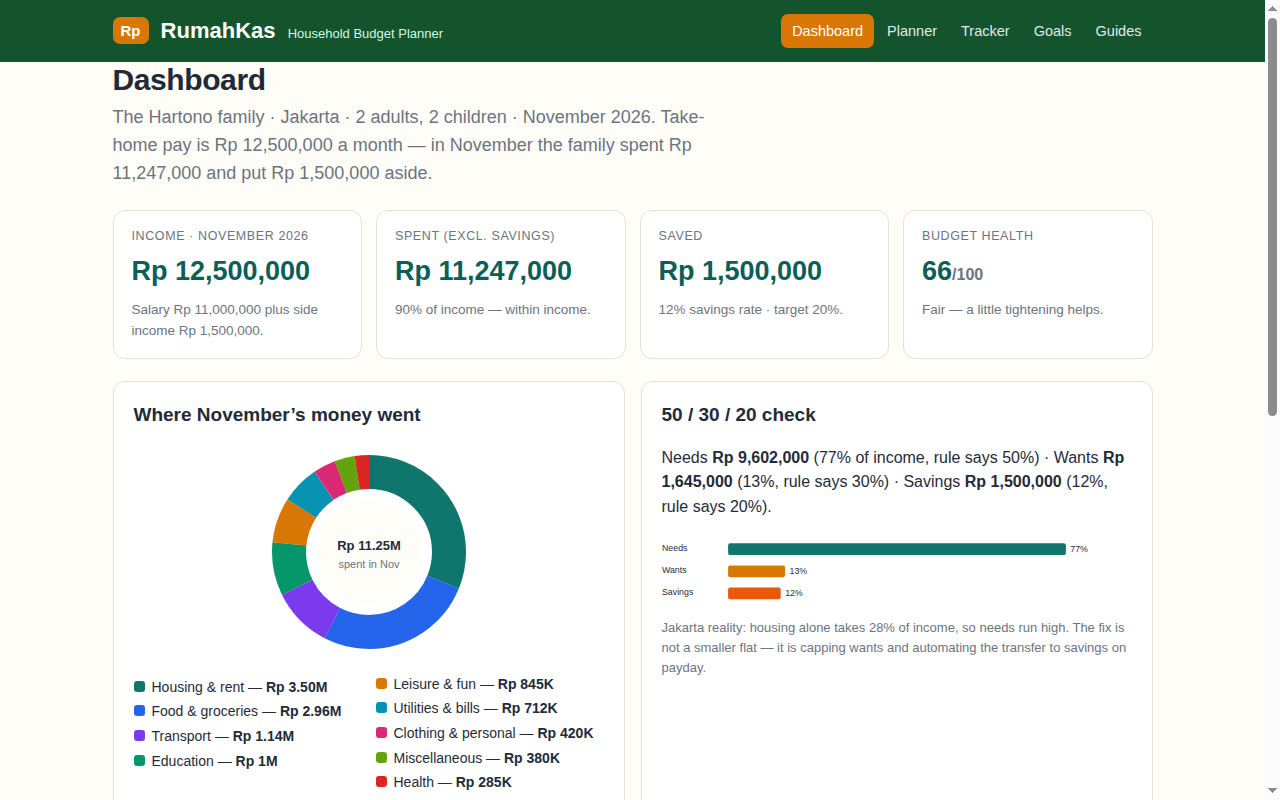 Rp RumahKas Household Budget Planner Dashboard Planner Tracker Goals Guides
Dashboard
The Hartono family · Jakarta · 2 adults, 2 children · November 2026. Take-
home pay is Rp 12,500,000 a month — in November the family spent Rp
11,247,000 and put Rp 1,500,000 aside.
INCOME · NOVEMBER 2026
Rp 12,500,000
Salary Rp 11,000,000 plus side
income Rp 1,500,000.
SPENT (EXCL. SAVINGS)
Rp 11,247,000
90% of income — within income.
SAVED
Rp 1,500,000
12% savings rate · target 20%.
BUDGET HEALTH
66/100
Fair — a little tightening helps.
Where November’s money went
Rp 11.25M
spent in Nov
Housing & rent — Rp 3.50M
Food & groceries — Rp 2.96M
Transport — Rp 1.14M
Education — Rp 1M
Leisure & fun — Rp 845K
Utilities & bills — Rp 712K
Clothing & personal — Rp 420K
Miscellaneous — Rp 380K
Health — Rp 285K
50 / 30 / 20 check
Needs Rp 9,602,000 (77% of income, rule says 50%) · Wants Rp
1,645,000 (13%, rule says 30%) · Savings Rp 1,500,000 (12%,
rule says 20%).
Needs 77%
Wants 13%
Savings 12%
Jakarta reality: housing alone takes 28% of income, so needs run high. The fix is
not a smaller flat — it is capping wants and automating the transfer to savings on
payday.